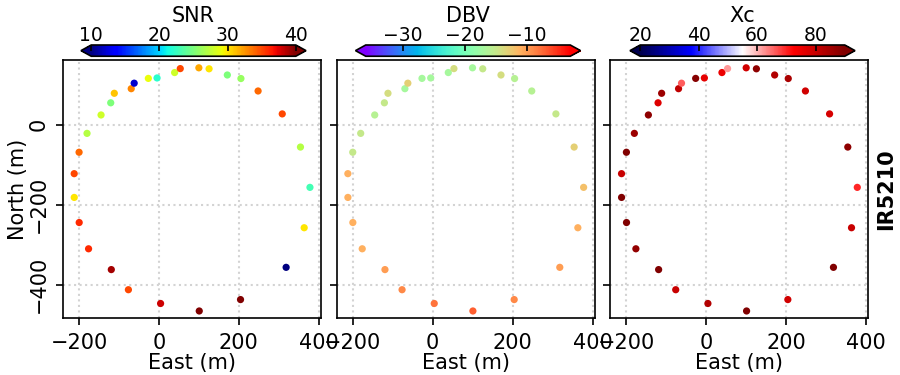 SNR DBV Xc
10 20 30 40 −30 −20 −10 20 40 60 80
North (m)
0
−200
−400
−200 0 200 400 −200 0 200 400 −200 0 200 400
East (m) East (m) East (m)
IR5210